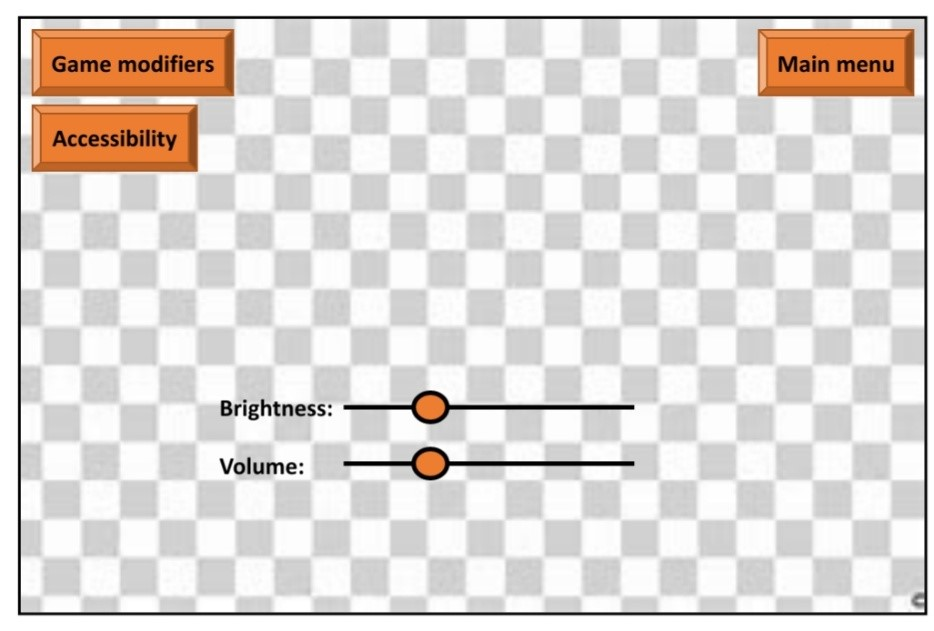 Game modifiers
Main menu
Accessibility
Brightness:
Volume: